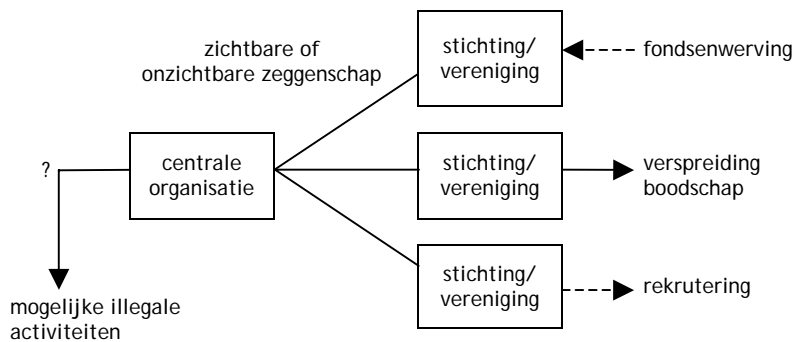 zichtbare of
onzichtbare zeggenschap
stichting/
vereniging
fondsenwerving
?
centrale
organisatie
stichting/
vereniging
verspreiding
boodschap
stichting/
vereniging
rekrutering
mogelijke illegale
activiteiten